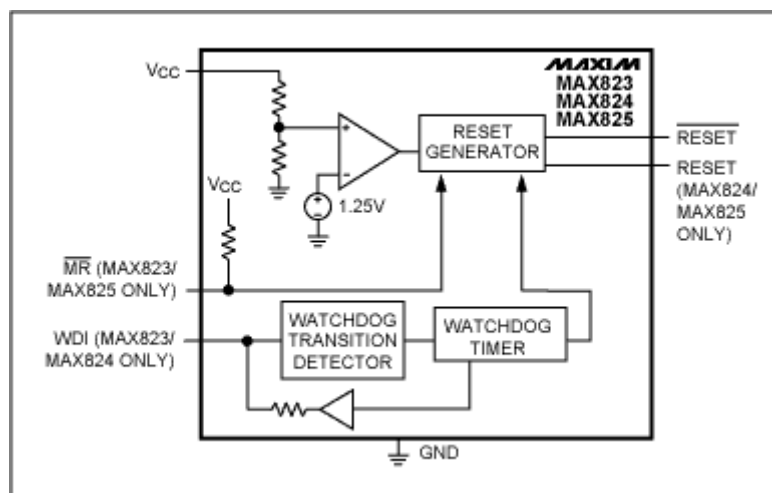 VCC
MAXIM
MAX823
MAX824
MAX825
RESET
GENERATOR
RESET
RESET
(MAX824/
MAX825
ONLY)
+
−
1.25V
+
−
VCC
MR (MAX823/
MAX825 ONLY)
WDI (MAX823/
MAX824 ONLY)
WATCHDOG
TRANSITION
DETECTOR
WATCHDOG
TIMER
GND